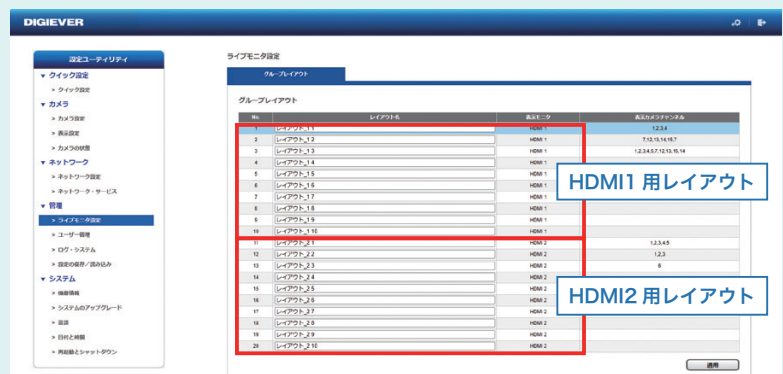 DIGIEVER
設定ユーティリティ
クイック設定
クイック設定
カメラ
カメラ設定
表示設定
カメラの状態
ネットワーク
ネットワーク設定
ネットワーク・サービス
管理
ライブモニタ設定
ユーザー管理
ログ・システム
設定の保存／読み込み
システム
機器情報
システムのアップグレード
言語
日付と時間
再起動とシャットダウン
ライブモニタ設定
グループレイアウト
グループレイアウト
No. レイアウト名 表示モニタ 表示カメラチャンネル
1 レイアウト_1 1 HDMI 1 1,2,3,4
2 レイアウト_1 2 HDMI 1 7,12,13,14,15,7
3 レイアウト_1 3 HDMI 1 1,2,3,4,5,7,12,13,15,14
4 レイアウト_1 4 HDMI 1
5 レイアウト_1 5 HDMI 1
6 レイアウト_1 6 HDMI 1
7 レイアウト_1 7 HDMI 1
8 レイアウト_1 8 HDMI 1
9 レイアウト_1 9 HDMI 1
10 レイアウト_1 10 HDMI 1
HDMI1 用レイアウト
11 レイアウト_2 1 HDMI 2 1,2,3,4,5
12 レイアウト_2 2 HDMI 2 1,2,3
13 レイアウト_2 3 HDMI 2 6
14 レイアウト_2 4 HDMI 2
15 レイアウト_2 5 HDMI 2
16 レイアウト_2 6 HDMI 2
17 レイアウト_2 7 HDMI 2
18 レイアウト_2 8 HDMI 2
19 レイアウト_2 9 HDMI 2
20 レイアウト_2 10 HDMI 2
HDMI2 用レイアウト
適用